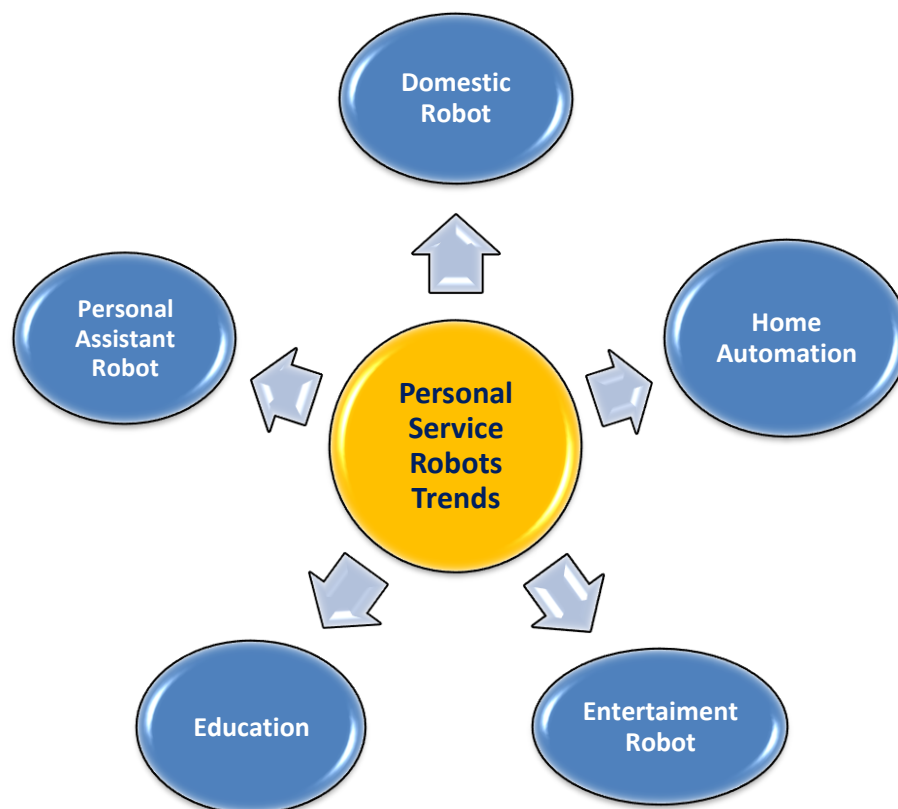 Domestic
Robot
Personal
Assistant
Robot
Home
Automation
Personal
Service
Robots
Trends
Education
Entertaiment
Robot